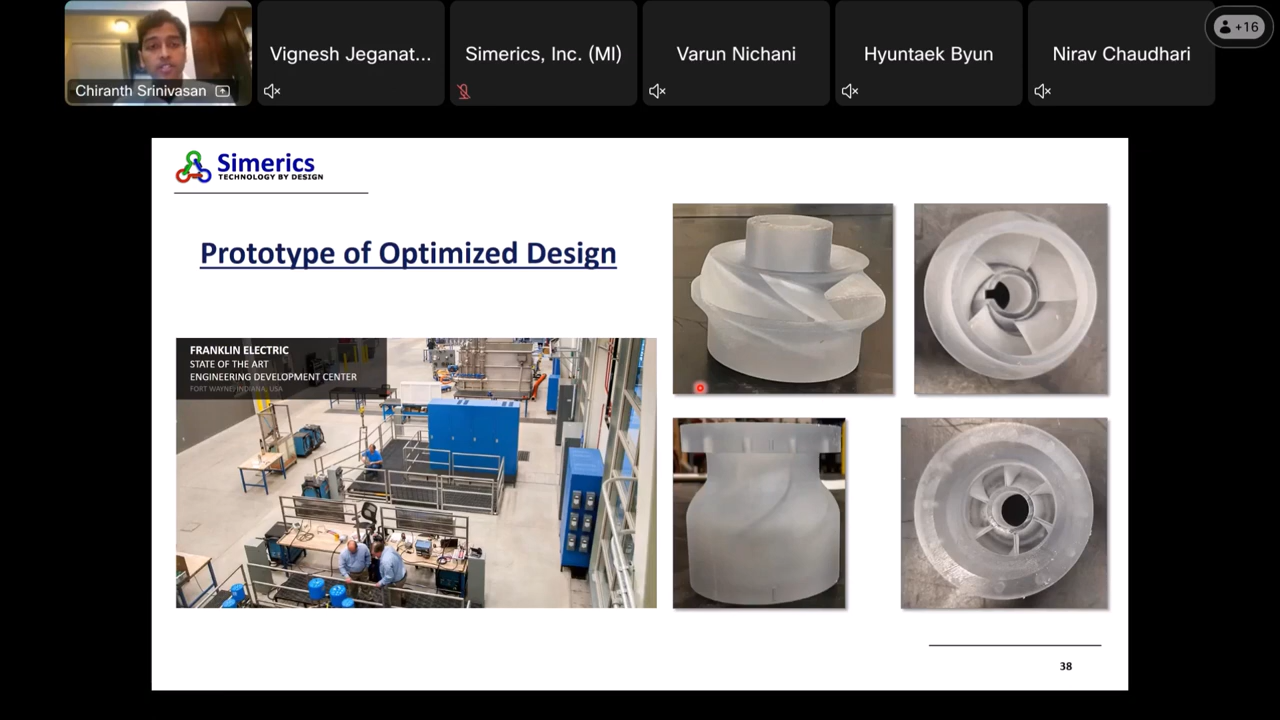 Chiranth Srinivasan
Vignesh Jeganat...
Simerics, Inc. (MI)
Varun Nichani
Hyuntaek Byun
Nirav Chaudhari
+16
Simerics
TECHNOLOGY BY DESIGN
Prototype of Optimized Design
FRANKLIN ELECTRIC
STATE OF THE ART
ENGINEERING DEVELOPMENT CENTER
FORT WAYNE, INDIANA, USA
38